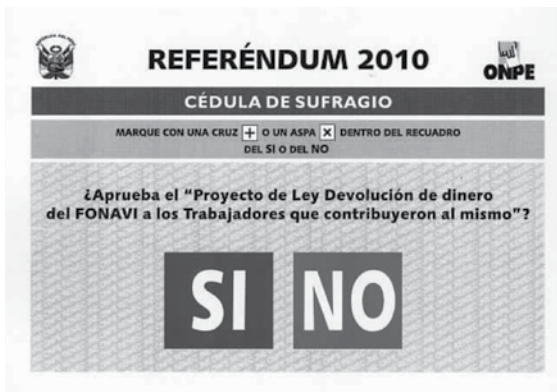 REFERÉNDUM 2010
ONPE
CÉDULA DE SUFRAGIO
MARQUE CON UNA CRUZ + O UN ASPA X DENTRO DEL RECUADRO
DEL SI O DEL NO
¿Aprueba el “Proyecto de Ley Devolución de dinero
del FONAVI a los Trabajadores que contribuyeron al mismo”?
SI NO